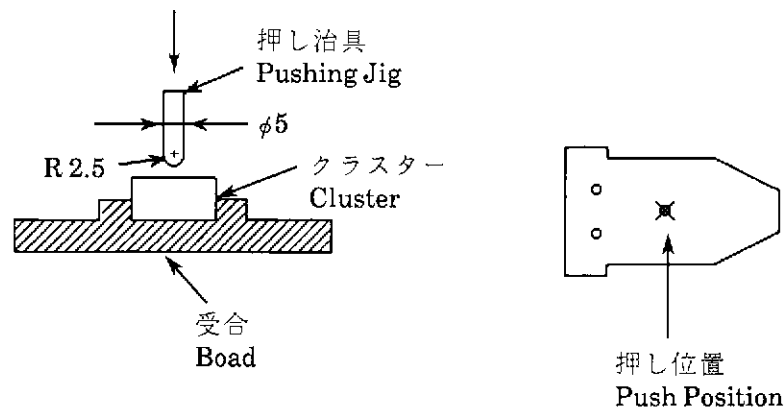 押し治具
Pushing Jig
φ5
R 2.5
クラスター
Cluster
受合
Boad
押し位置
Push Position